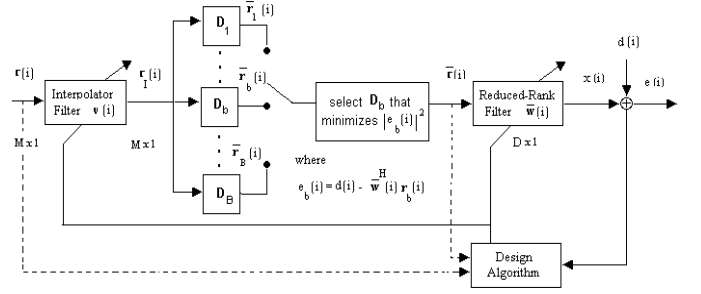 r(i)
Interpolator
Filter v(i)
M x 1
r_I(i)
M x 1
D_1
r̄_1(i)
D_b
r̄_b(i)
D_B
r̄_B(i)
select D_b that
minimizes |e_b(i)|^2
where
e_b(i) = d(i) - w̄^H(i) r_b(i)
r̄(i)
Reduced-Rank
Filter w̄(i)
D x 1
x(i)
d(i)
e(i)
Design
Algorithm